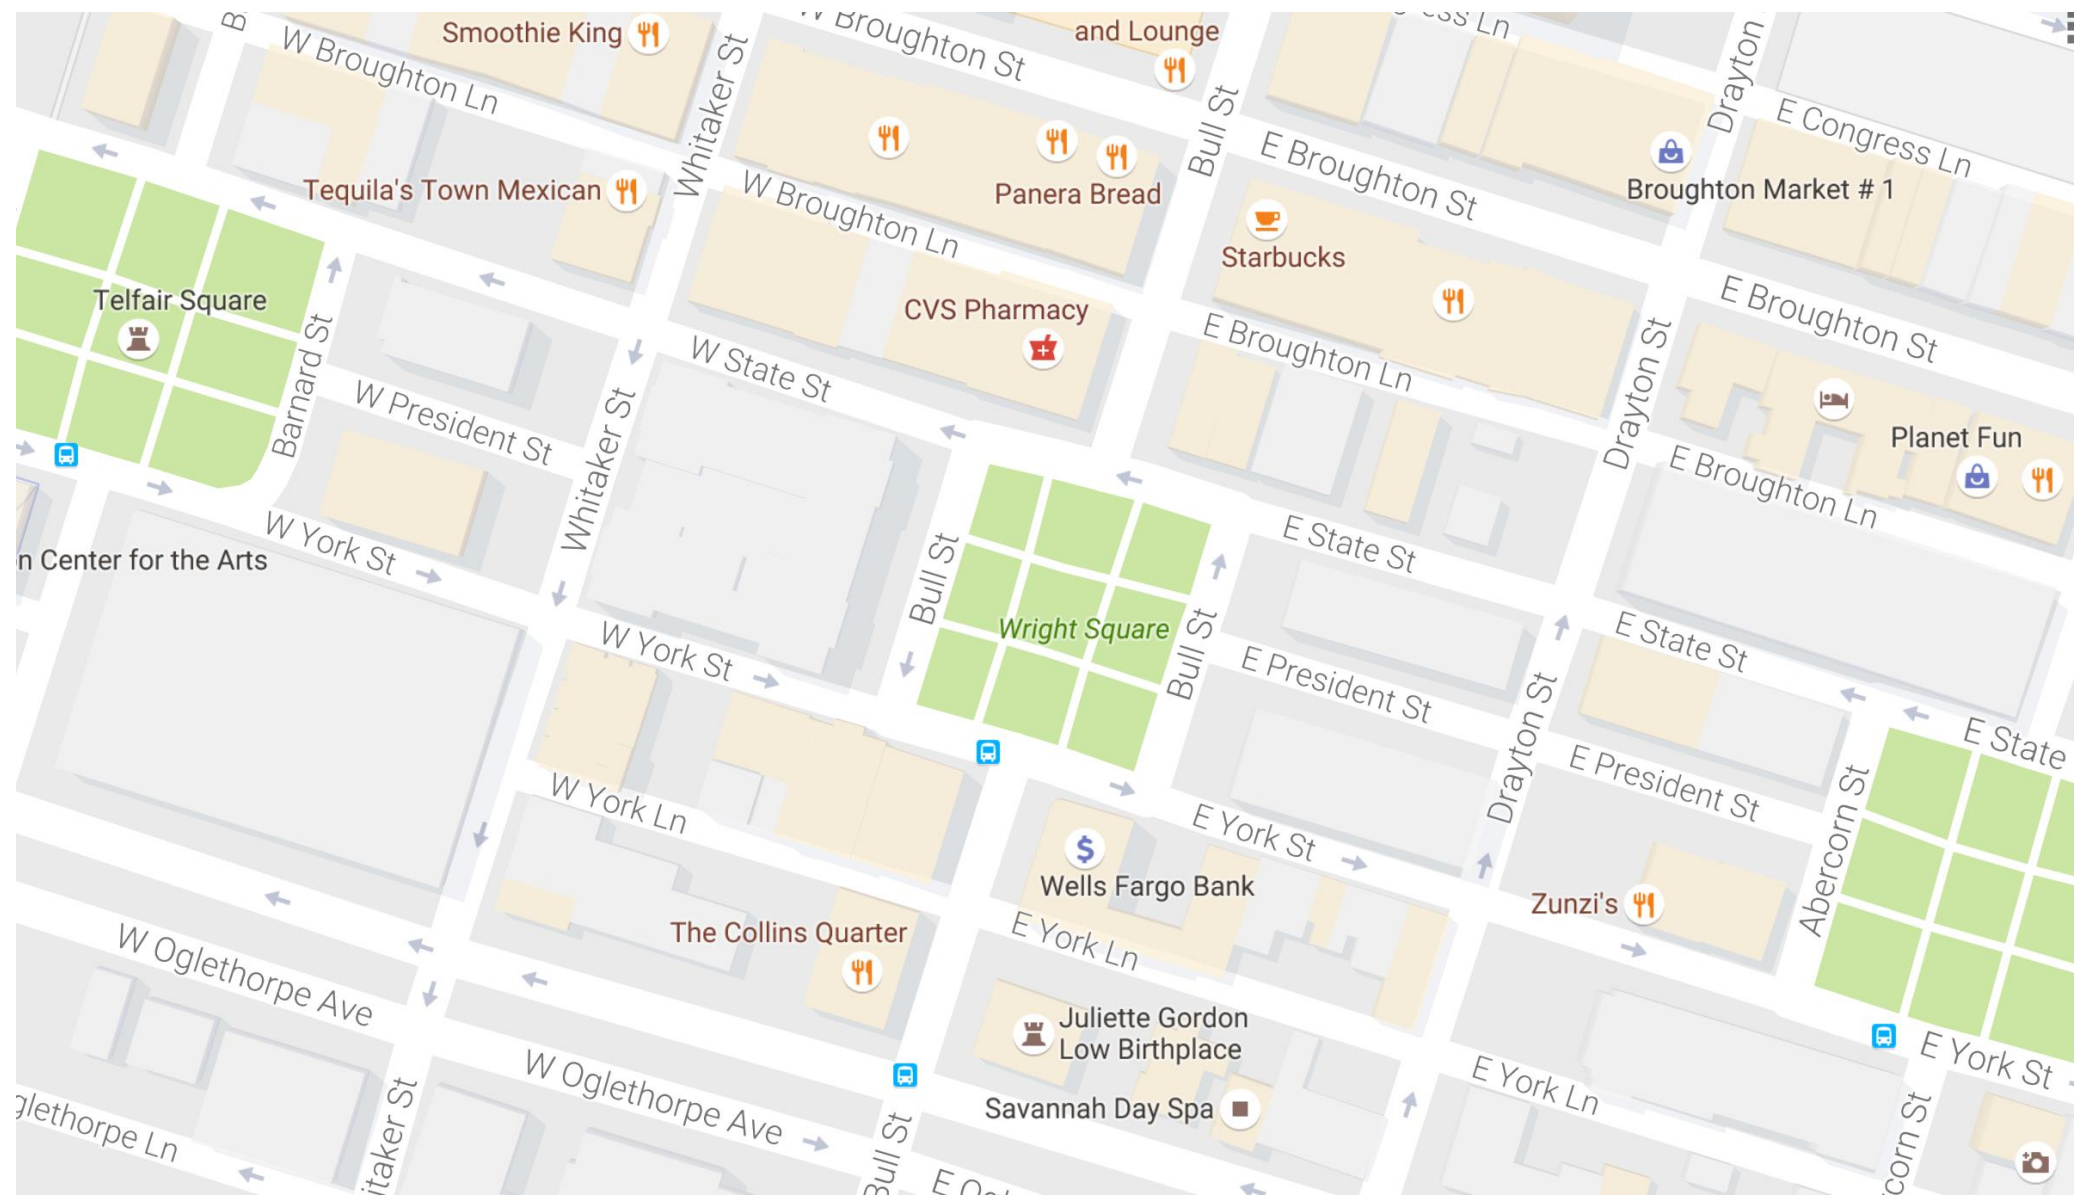 Smoothie King
W Broughton St
and Lounge
W Broughton Ln
Whitaker St
Bull St
Drayton
E Congress Ln
E Broughton St
Broughton Market # 1
Tequila's Town Mexican
W Broughton Ln
Panera Bread
Starbucks
Telfair Square
CVS Pharmacy
E Broughton St
Barnard St
W State St
E Broughton Ln
Drayton St
W President St
Whitaker St
Planet Fun
E Broughton Ln
W York St
n Center for the Arts
Bull St
E State St
Wright Square
Bull St
W York St
E President St
E State St
E State
Drayton St
E President St
W York Ln
E York St
Abercorn St
Wells Fargo Bank
Zunzi's
The Collins Quarter
E York Ln
W Oglethorpe Ave
Juliette Gordon
Low Birthplace
E York St
W Oglethorpe Ave
E York Ln
Savannah Day Spa
glethorpe Ln
itaker St
Bull St
corn St